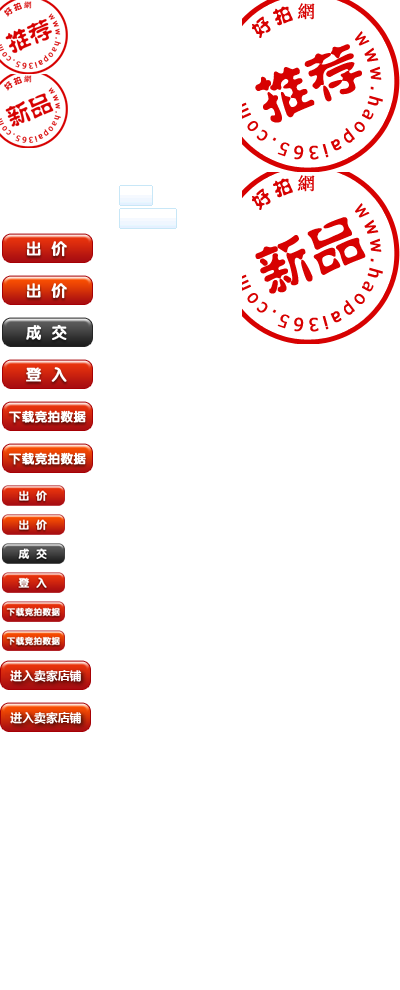 好拍網
推荐
www.haopai365.com
好拍網
新品
www.haopai365.com
好拍網
推荐
www.haopai365.com
好拍網
新品
www.haopai365.com
出 价
出 价
成 交
登 入
下载竞拍数据
下载竞拍数据
出 价
出 价
成 交
登 入
下载竞拍数据
下载竞拍数据
进入卖家店铺
进入卖家店铺